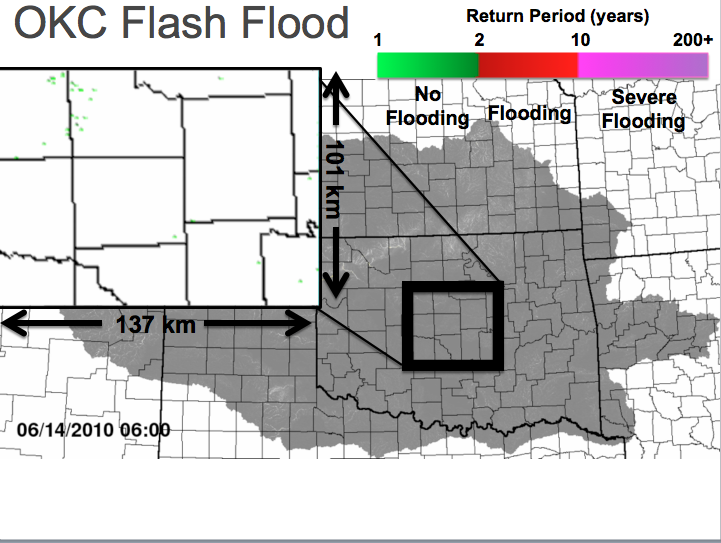 OKC Flash Flood
Return Period (years)
1 2 10 200+
No
Flooding
Flooding
Severe
Flooding
101 km
137 km
06/14/2010 06:00